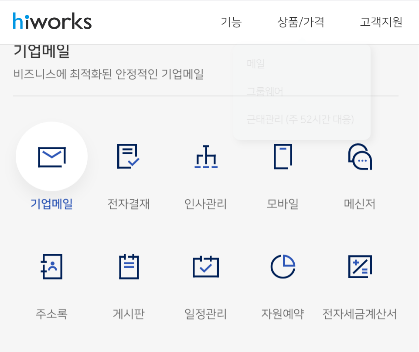 hiworks
기능
상품/가격
고객지원
기업메일
비즈니스에 최적화된 안정적인 기업메일
메일
그룹웨어
근태관리 (주 52시간 대응)
기업메일
전자결재
인사관리
모바일
메신저
주소록
게시판
일정관리
자원예약
전자세금계산서